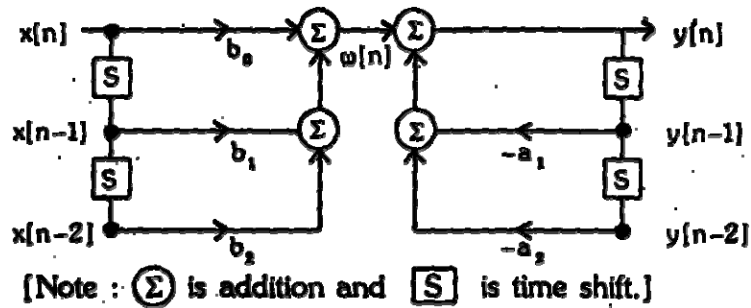 x[n] b₀ Σ ω[n] Σ y[n]
S S
x[n-1] b₁ Σ Σ -a₁ y[n-1]
S S
x[n-2] b₂ -a₂ y[n-2]
[Note : Σ is addition and S is time shift.]